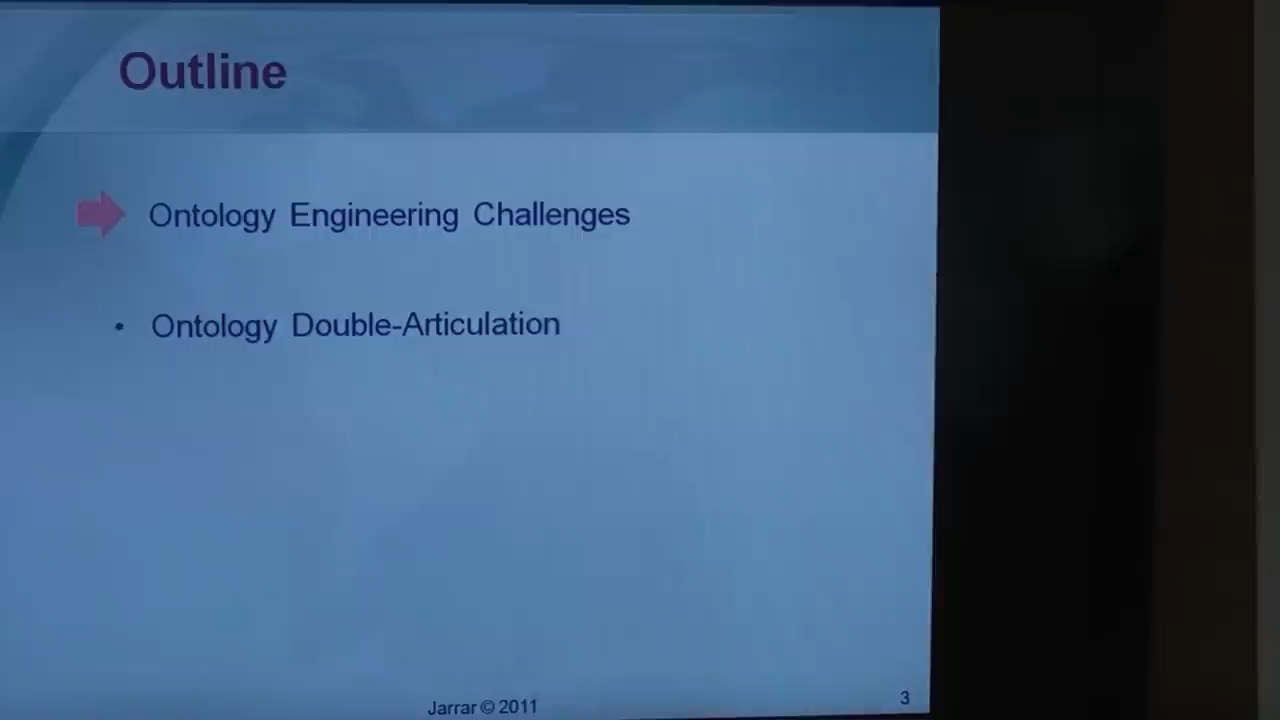 Outline
Ontology Engineering Challenges
• Ontology Double-Articulation
Jarrar © 2011
3